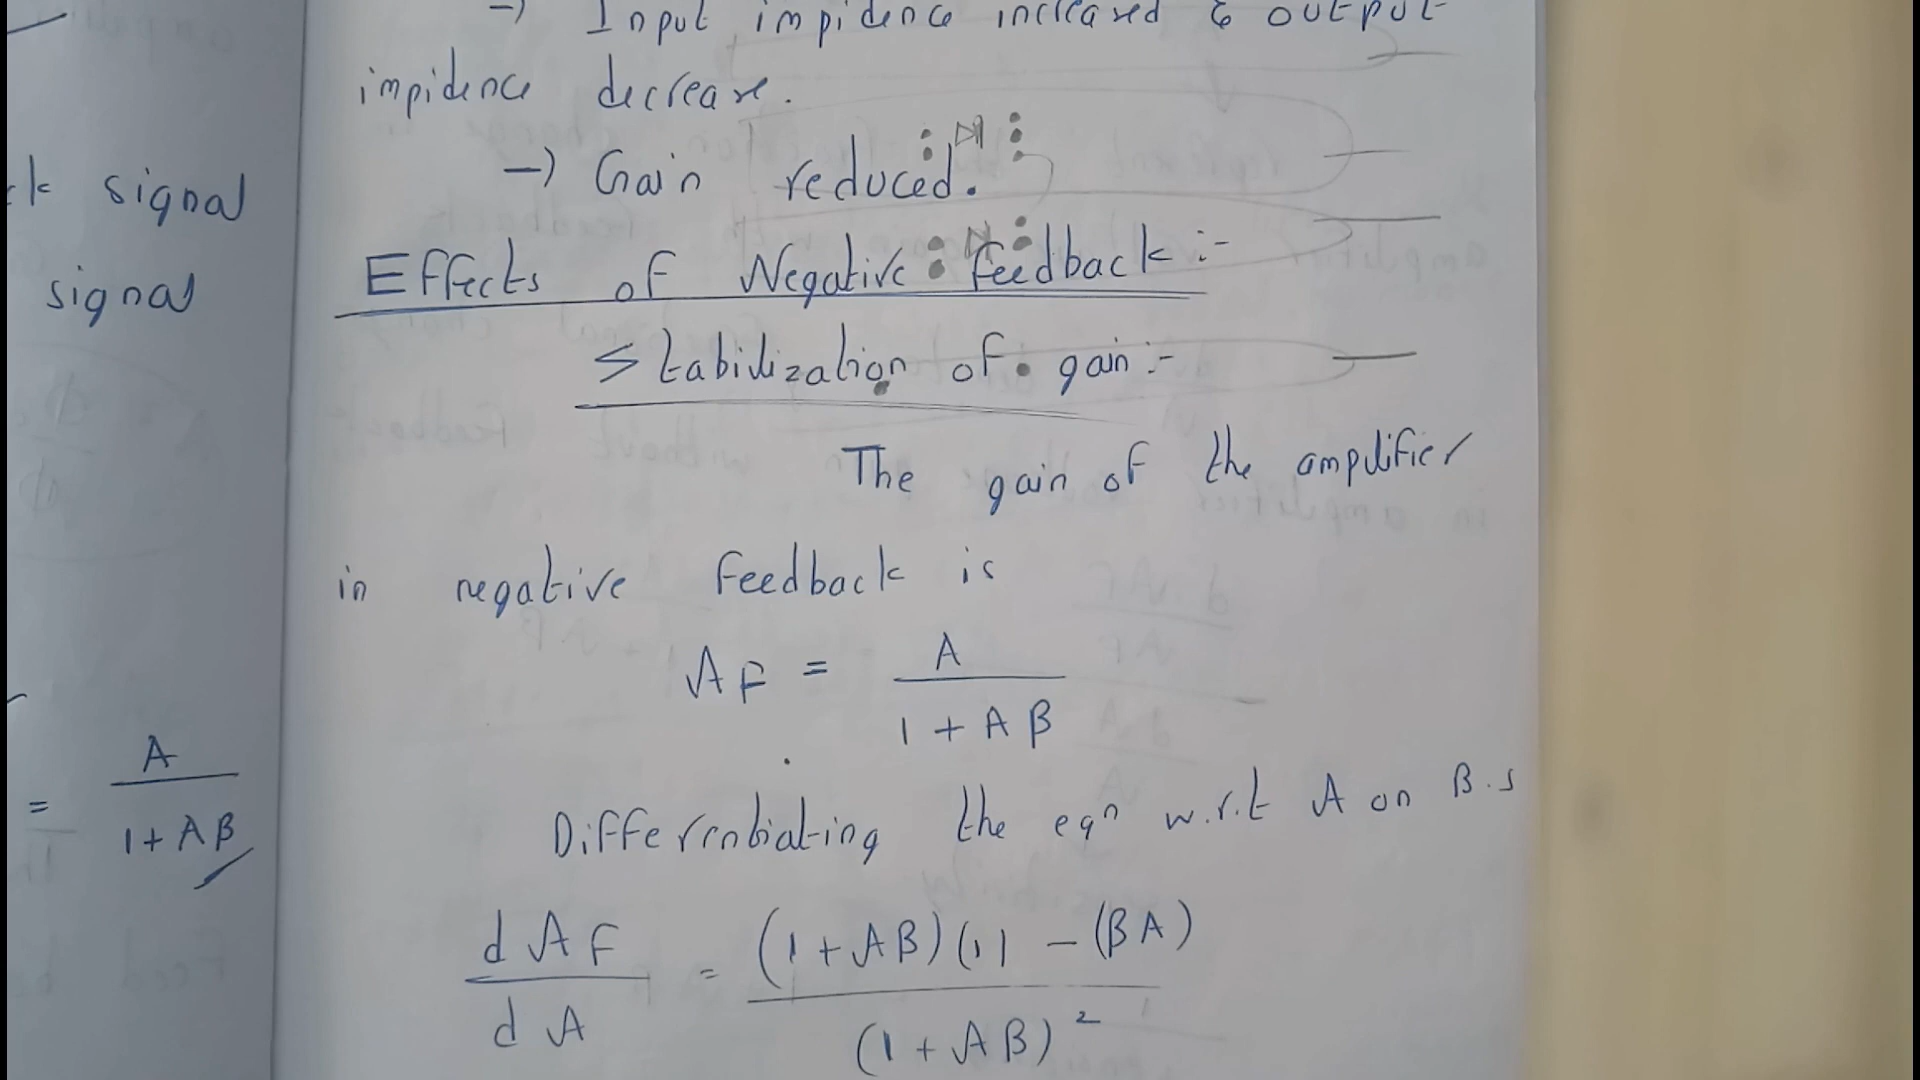 ck signal
signal
= A / 1 + AB
-> Input impidence increased & output
impidence decrease.
-> Gain reduced.
Effects of Negative feedback :-
Stabilization of gain :-
The gain of the amplifier
in negative feedback is
AF = A / 1 + Aβ
Differentiating the eqn w.r.t A on B.s
dAF / dA = (1 + Aβ)(1) - (βA) / (1 + Aβ)²